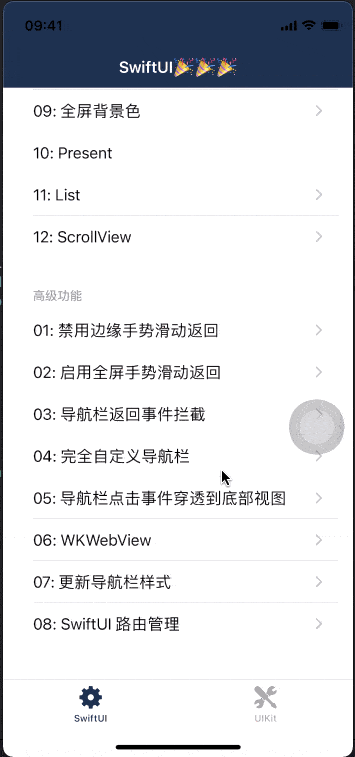 09:41
SwiftUI🎉🎉🎉
09: 全屏背景色
10: Present
11: List
12: ScrollView
高级功能
01: 禁用边缘手势滑动返回
02: 启用全屏手势滑动返回
03: 导航栏返回事件拦截
04: 完全自定义导航栏
05: 导航栏点击事件穿透到底部视图
06: WKWebView
07: 更新导航栏样式
08: SwiftUI 路由管理
SwiftUI
UIKit